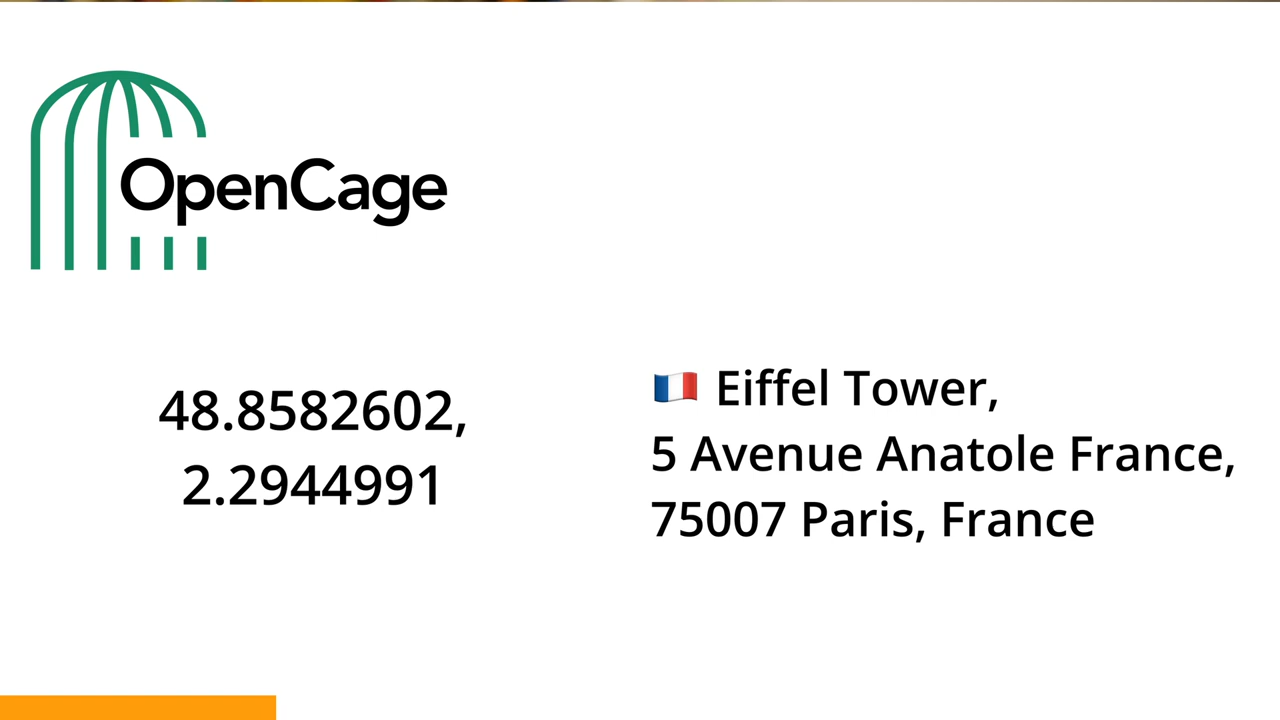 OpenCage
48.8582602,
2.2944991
🇫🇷 Eiffel Tower,
5 Avenue Anatole France,
75007 Paris, France